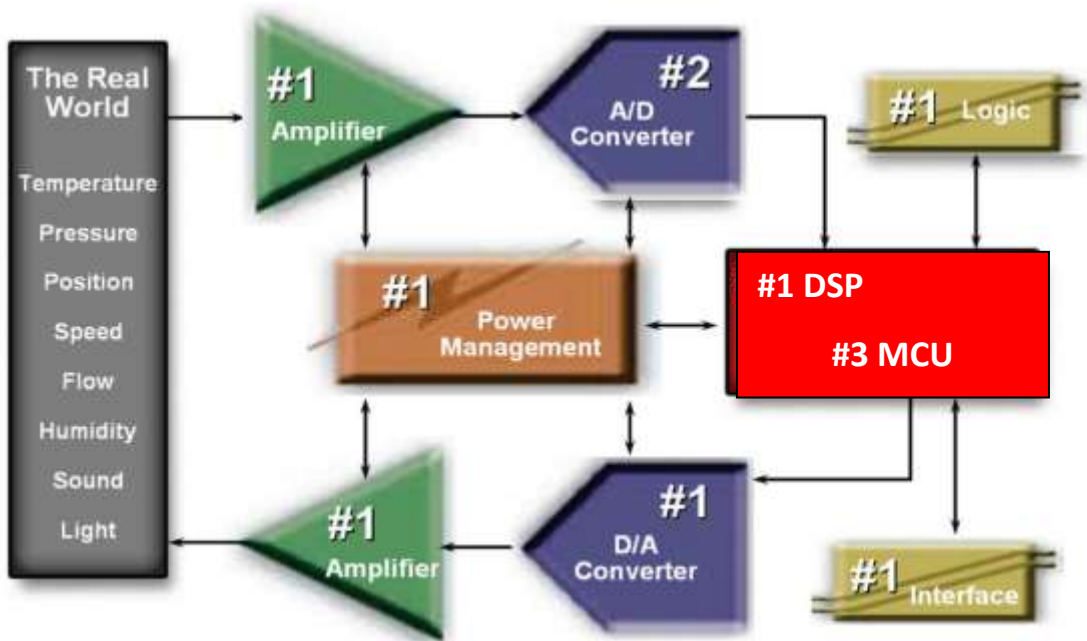 The Real
World
Temperature
Pressure
Position
Speed
Flow
Humidity
Sound
Light
#1
Amplifier
#2
A/D
Converter
#1 Logic
#1
Power
Management
#1 DSP
#3 MCU
#1
Amplifier
#1
D/A
Converter
#1
Interface